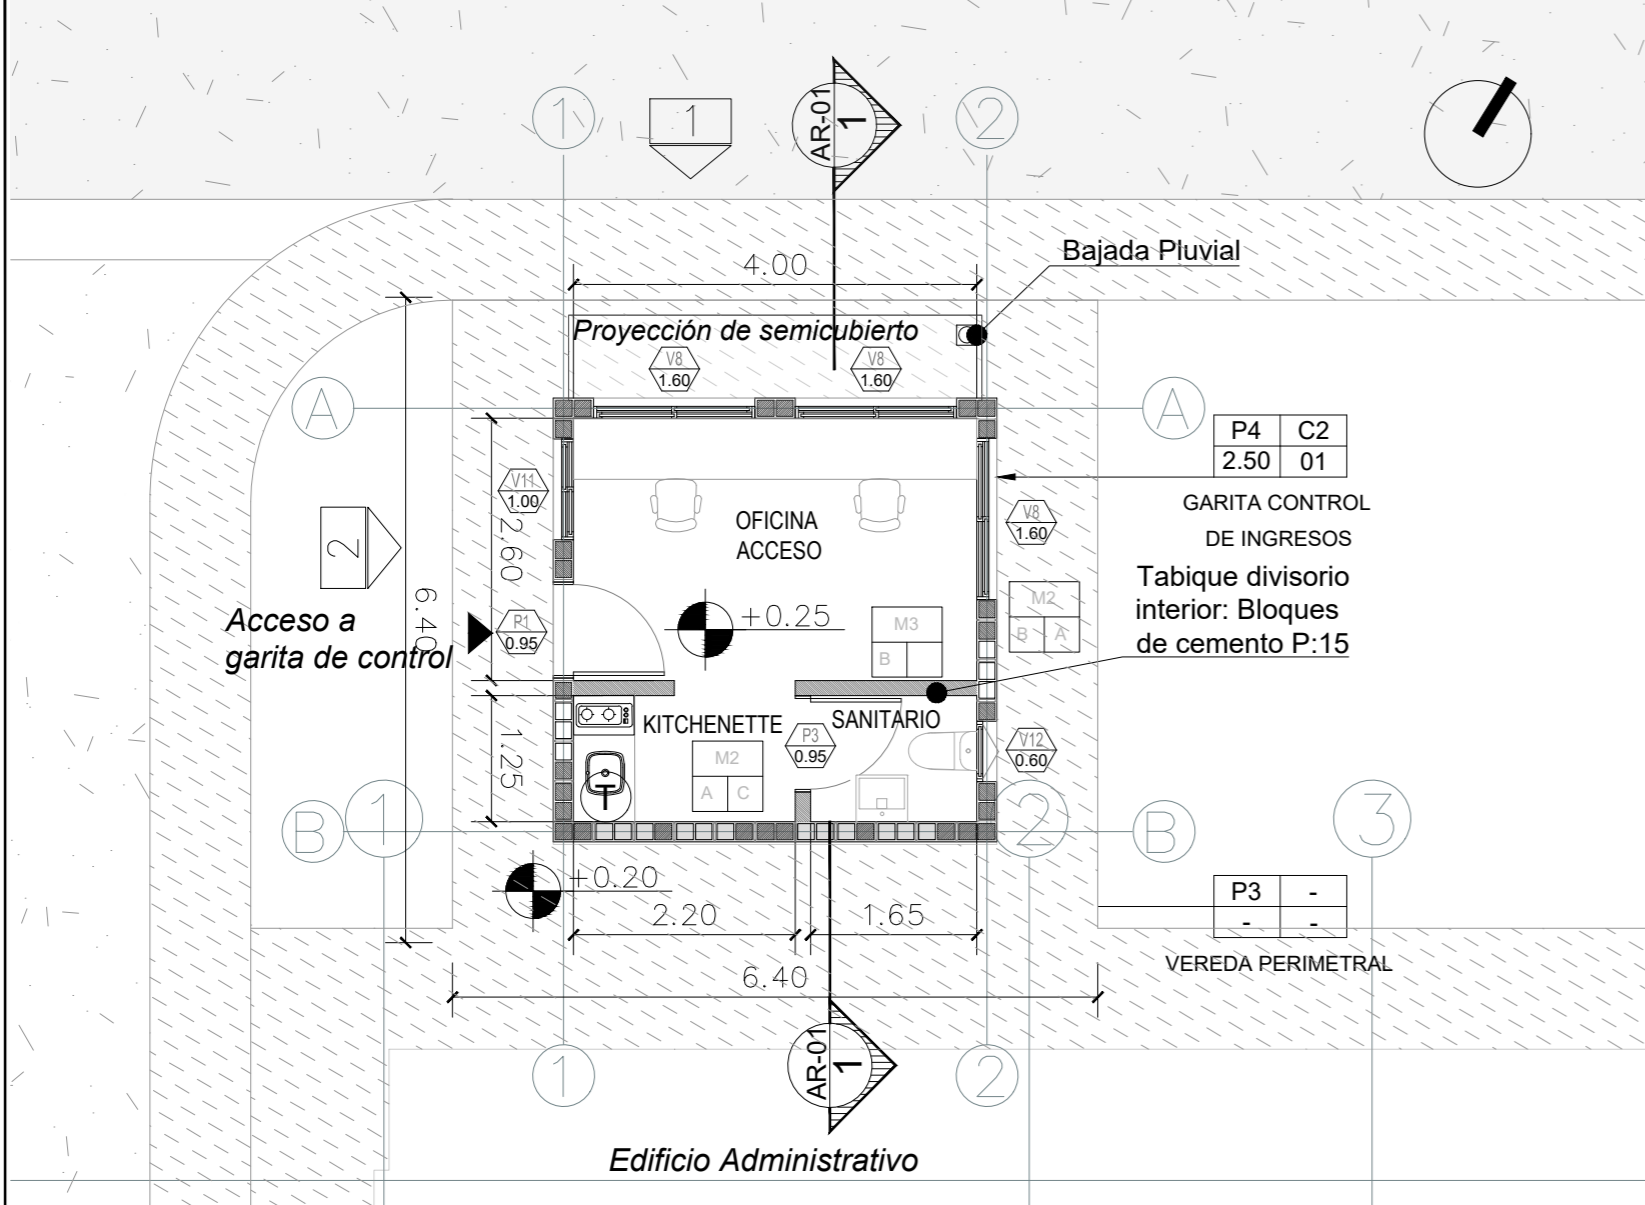 1
1
AR-01
1
2
Bajada Pluvial
4.00
Proyección de semicubierto
V8
1.60
V8
1.60
A
A
P4 C2
2.50 01
GARITA CONTROL
DE INGRESOS
V11
1.00
OFICINA
ACCESO
V8
1.60
2
2.60
6.40
Tabique divisorio
interior: Bloques
de cemento P:15
Acceso a
garita de control
P1
0.95
+0.25
M3
B
M2
B A
KITCHENETTE
SANITARIO
P3
0.95
M2
A C
V12
0.60
1.25
T
B
1
2
B
3
+0.20
2.20
1.65
P3 -
- -
VEREDA PERIMETRAL
6.40
1
AR-01
1
2
Edificio Administrativo